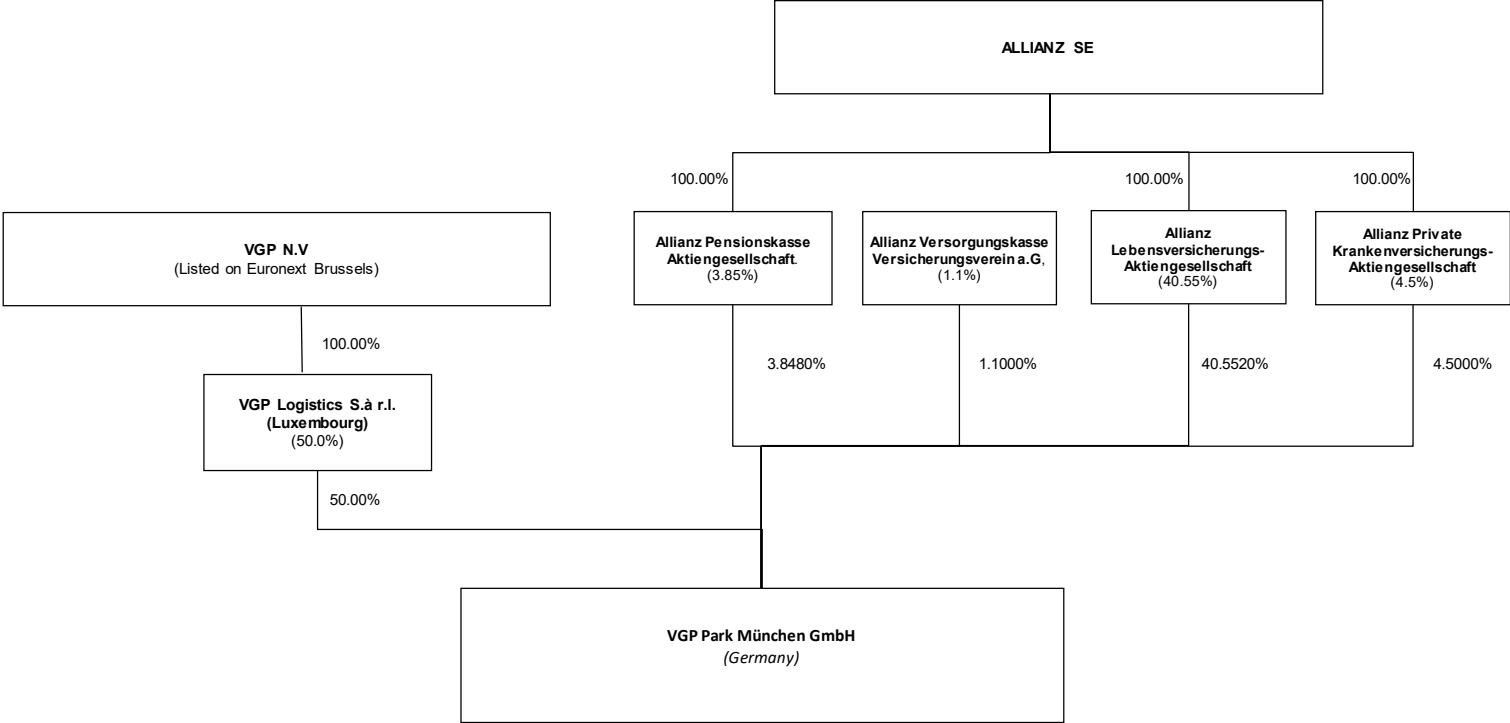 ALLIANZ SE
100.00%
100.00%
100.00%
VGP N.V
(Listed on Euronext Brussels)
Allianz Pensionskasse
Aktiengesellschaft.
(3.85%)
Allianz Versorgungskasse
Versicherungsverein a.G,
(1.1%)
Allianz
Lebensversicherungs-
Aktiengesellschaft
(40.55%)
Allianz Private
Krankenversicherungs-
Aktiengesellschaft
(4.5%)
100.00%
3.8480%
1.1000%
40.5520%
4.5000%
VGP Logistics S.à r.l.
(Luxembourg)
(50.0%)
50.00%
VGP Park München GmbH
(Germany)